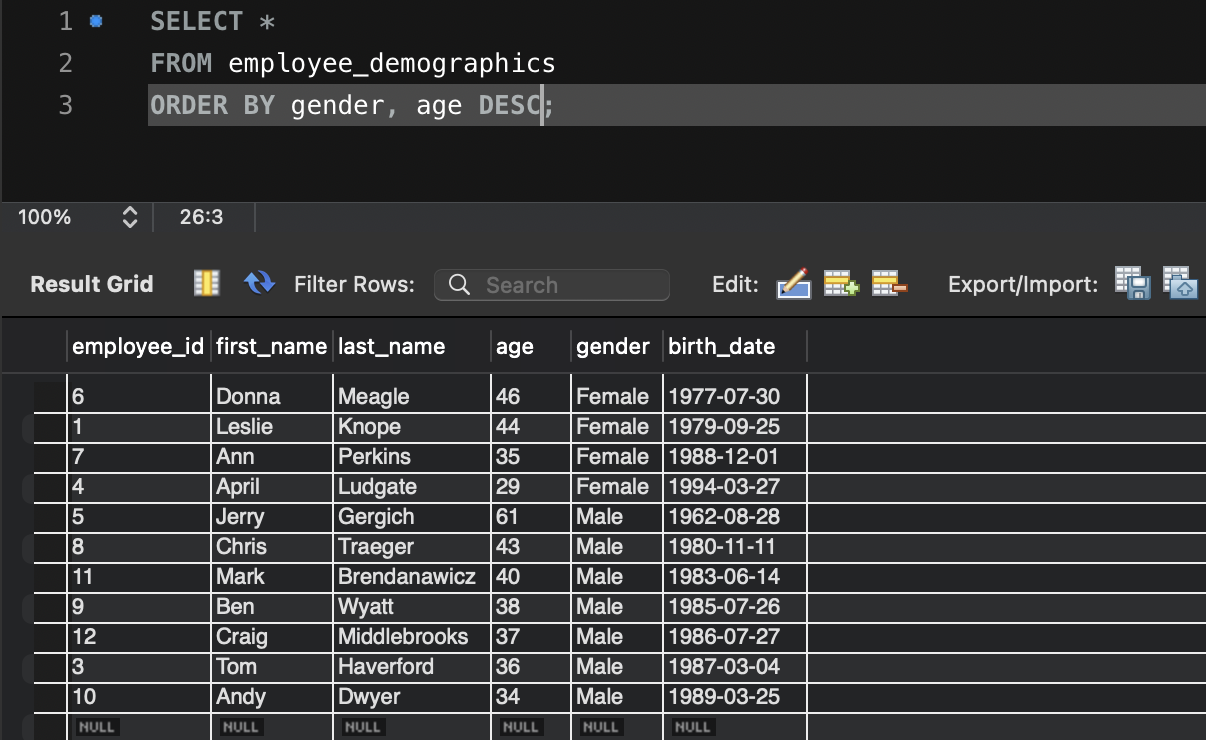 1 SELECT *
2 FROM employee_demographics
3 ORDER BY gender, age DESC;
100% 26:3
Result Grid Filter Rows: Search Edit: Export/Import:
employee_id first_name last_name age gender birth_date
6 Donna Meagle 46 Female 1977-07-30
1 Leslie Knope 44 Female 1979-09-25
7 Ann Perkins 35 Female 1988-12-01
4 April Ludgate 29 Female 1994-03-27
5 Jerry Gergich 61 Male 1962-08-28
8 Chris Traeger 43 Male 1980-11-11
11 Mark Brendanawicz 40 Male 1983-06-14
9 Ben Wyatt 38 Male 1985-07-26
12 Craig Middlebrooks 37 Male 1986-07-27
3 Tom Haverford 36 Male 1987-03-04
10 Andy Dwyer 34 Male 1989-03-25
NULL NULL NULL NULL NULL NULL